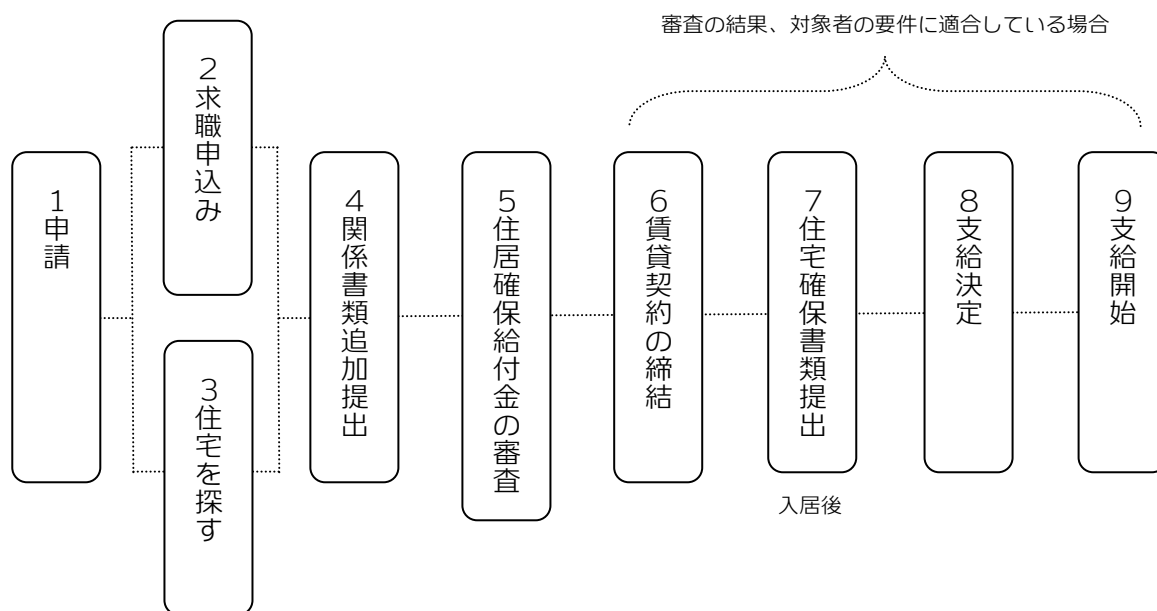 審査の結果、対象者の要件に適合している場合
１申請
２求職申込み
３住宅を探す
４関係書類追加提出
５住居確保給付金の審査
６賃貸契約の締結
７住宅確保書類提出
入居後
８支給決定
９支給開始